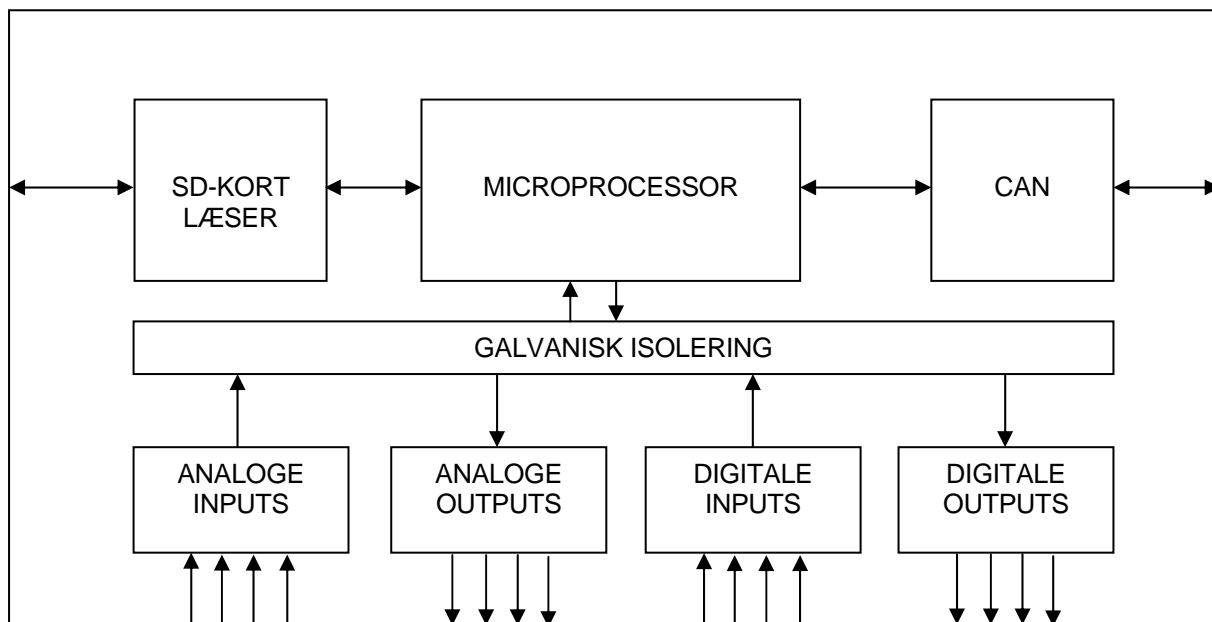 SD-KORT
LÆSER
MICROPROCESSOR
CAN
GALVANISK ISOLERING
ANALOGE
INPUTS
ANALOGE
OUTPUTS
DIGITALE
INPUTS
DIGITALE
OUTPUTS